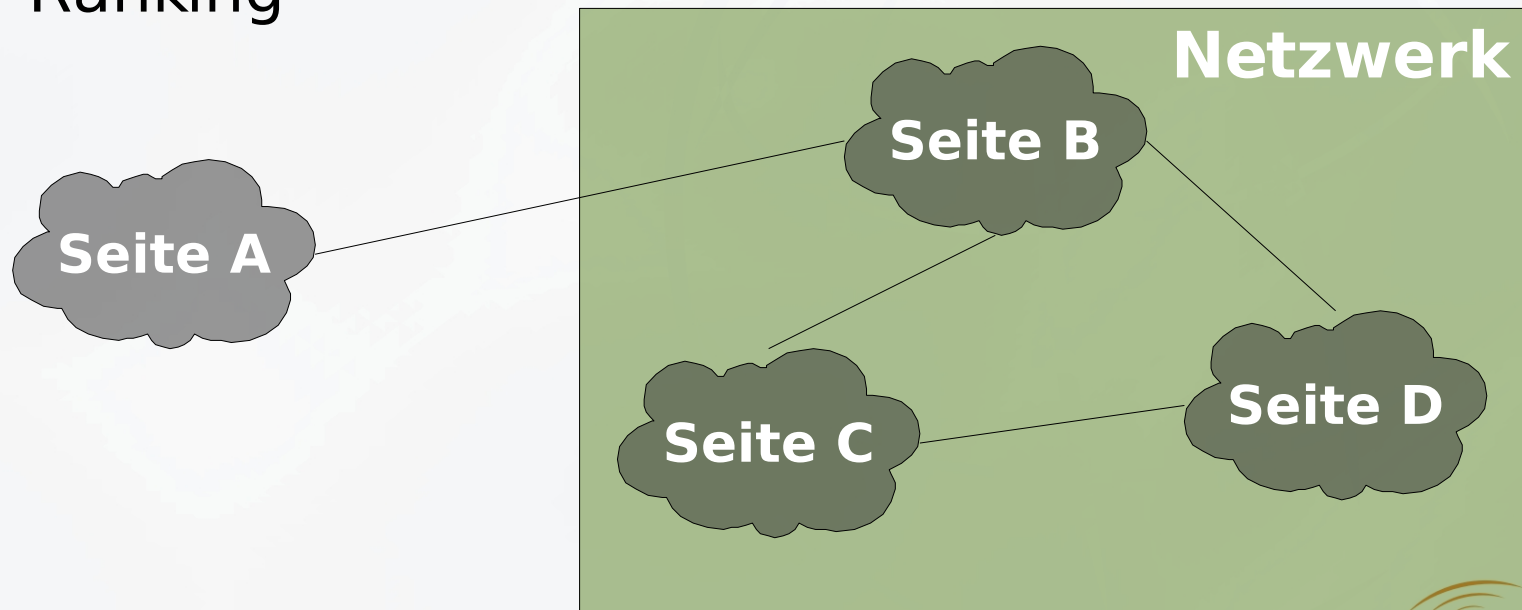 Ranking
Netzwerk
Seite B
Seite A
Seite D
Seite C